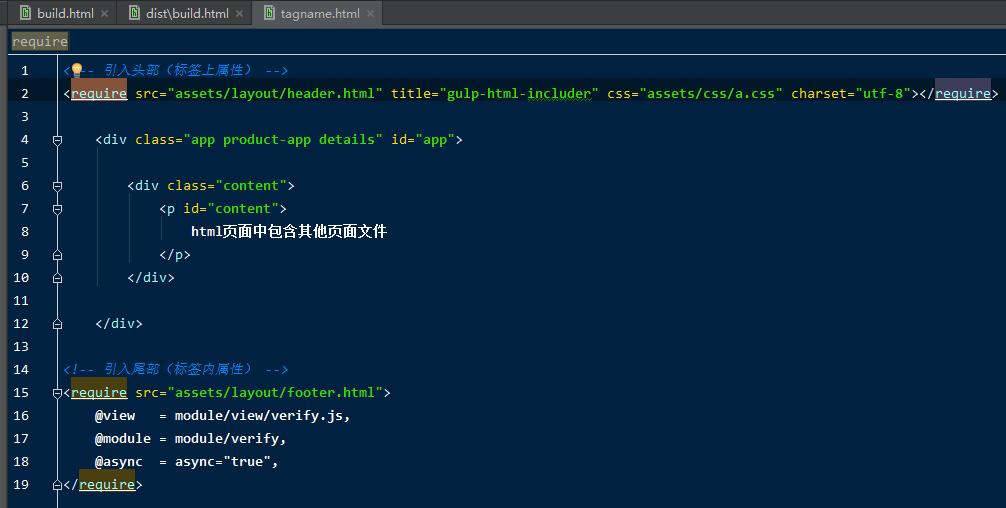 build.html × dist\build.html × tagname.html ×
require
1 <!-- 引入头部（标签上属性） -->
2 <require src="assets/layout/header.html" title="gulp-html-includer" css="assets/css/a.css" charset="utf-8"></require>
3
4 <div class="app product-app details" id="app">
5
6 <div class="content">
7 <p id="content">
8 html页面中包含其他页面文件
9 </p>
10 </div>
11
12 </div>
13
14 <!-- 引入尾部（标签内属性） -->
15 <require src="assets/layout/footer.html">
16 @view = module/view/verify.js,
17 @module = module/verify,
18 @async = async="true",
19 </require>